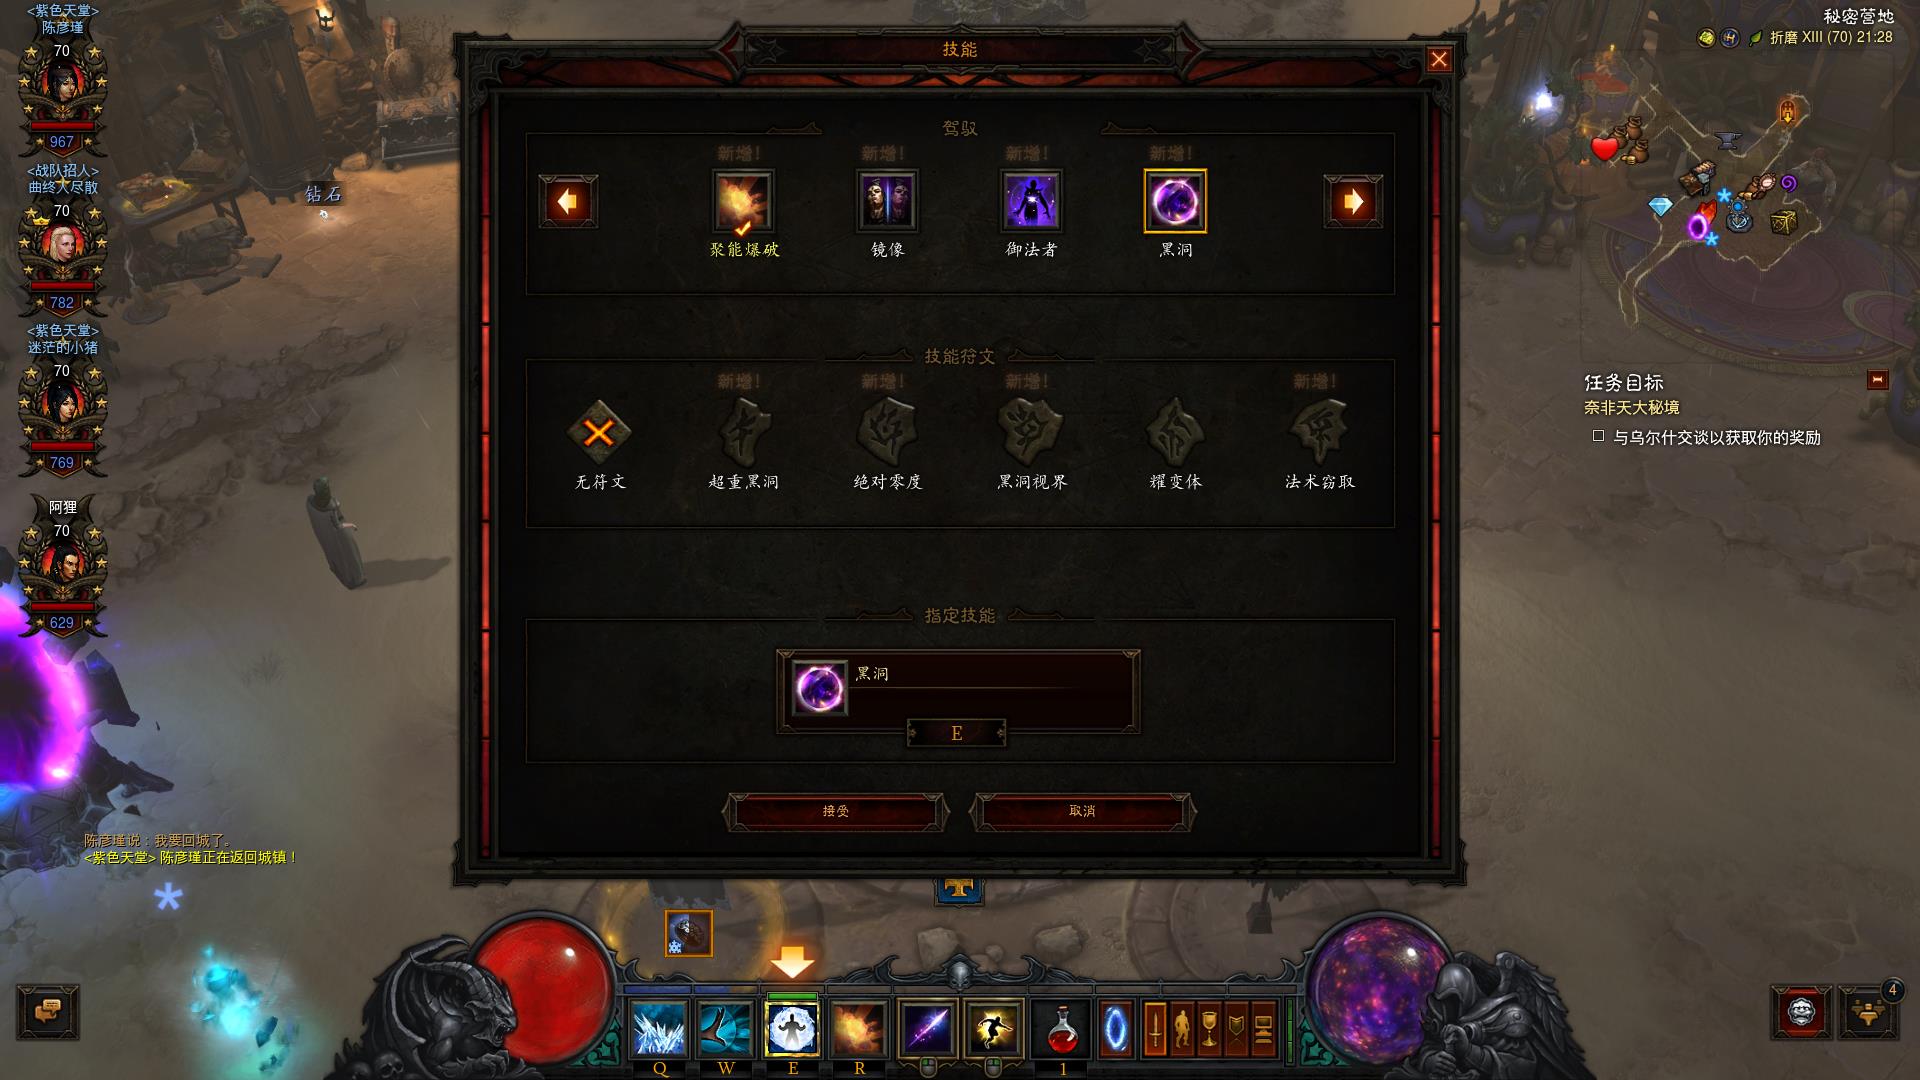 <紫色天堂>
陈彦瑾
70
967
<战队招人>
曲终人尽散
70
782
<紫色天堂>
迷茫的小猪
70
769
阿狸
70
629
钻石
技能
驾驭
新增!
新增!
新增!
新增!
聚能爆破
镜像
御法者
黑洞
技能符文
新增!
新增!
新增!
新增!
无符文
超重黑洞
绝对零度
黑洞视界
耀变体
法术窃取
指定技能
黑洞
E
接受
取消
秘密营地
折磨 XIII (70) 21:28
任务目标
奈非天大秘境
与乌尔什交谈以获取你的奖励
陈彦瑾说：我要回城了。
<紫色天堂> 陈彦瑾正在返回城镇！
Q
W
E
R
1
4